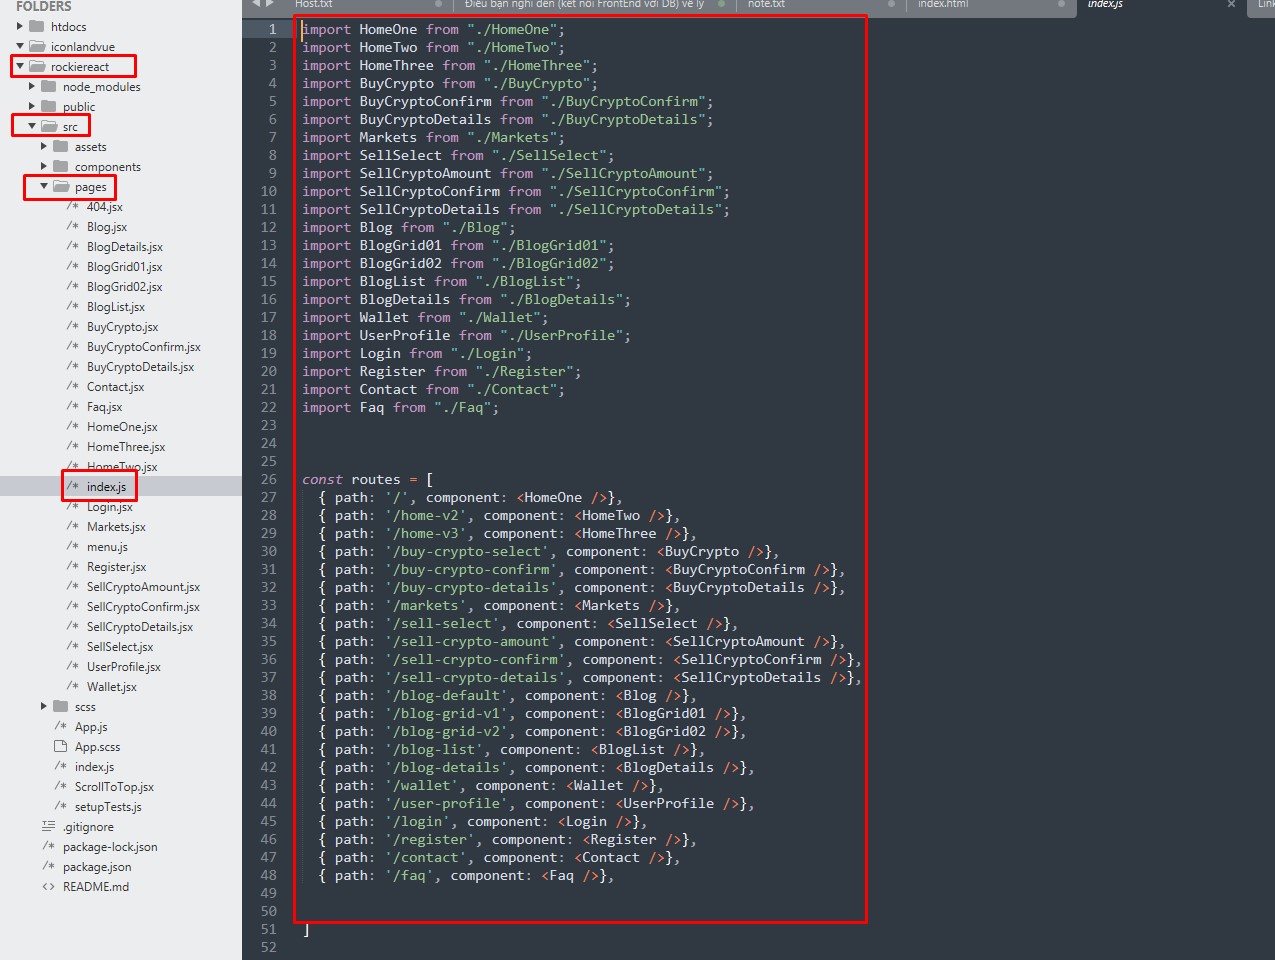 FOLDERS
htdocs
iconlandvue
rockiereact
node_modules
public
src
assets
components
pages
/* 404.jsx
/* Blog.jsx
/* BlogDetails.jsx
/* BlogGrid01.jsx
/* BlogGrid02.jsx
/* BlogList.jsx
/* BuyCrypto.jsx
/* BuyCryptoConfirm.jsx
/* BuyCryptoDetails.jsx
/* Contact.jsx
/* Faq.jsx
/* HomeOne.jsx
/* HomeThree.jsx
/* HomeTwo.jsx
/* index.js
/* Login.jsx
/* Markets.jsx
/* menu.js
/* Register.jsx
/* SellCryptoAmount.jsx
/* SellCryptoConfirm.jsx
/* SellCryptoDetails.jsx
/* SellSelect.jsx
/* UserProfile.jsx
/* Wallet.jsx
scss
/* App.js
App.scss
/* index.js
/* ScrollToTop.jsx
/* setupTests.js
.gitignore
/* package-lock.json
/* package.json
<> README.md
Host.txt
Điều bạn nghĩ đến (kết nối FrontEnd với DB) về lý
note.txt
index.html
index.js
Link
1 import HomeOne from "./HomeOne";
2 import HomeTwo from "./HomeTwo";
3 import HomeThree from "./HomeThree";
4 import BuyCrypto from "./BuyCrypto";
5 import BuyCryptoConfirm from "./BuyCryptoConfirm";
6 import BuyCryptoDetails from "./BuyCryptoDetails";
7 import Markets from "./Markets";
8 import SellSelect from "./SellSelect";
9 import SellCryptoAmount from "./SellCryptoAmount";
10 import SellCryptoConfirm from "./SellCryptoConfirm";
11 import SellCryptoDetails from "./SellCryptoDetails";
12 import Blog from "./Blog";
13 import BlogGrid01 from "./BlogGrid01";
14 import BlogGrid02 from "./BlogGrid02";
15 import BlogList from "./BlogList";
16 import BlogDetails from "./BlogDetails";
17 import Wallet from "./Wallet";
18 import UserProfile from "./UserProfile";
19 import Login from "./Login";
20 import Register from "./Register";
21 import Contact from "./Contact";
22 import Faq from "./Faq";
23
24
25
26 const routes = [
27 { path: '/', component: <HomeOne />},
28 { path: '/home-v2', component: <HomeTwo />},
29 { path: '/home-v3', component: <HomeThree />},
30 { path: '/buy-crypto-select', component: <BuyCrypto />},
31 { path: '/buy-crypto-confirm', component: <BuyCryptoConfirm />},
32 { path: '/buy-crypto-details', component: <BuyCryptoDetails />},
33 { path: '/markets', component: <Markets />},
34 { path: '/sell-select', component: <SellSelect />},
35 { path: '/sell-crypto-amount', component: <SellCryptoAmount />},
36 { path: '/sell-crypto-confirm', component: <SellCryptoConfirm />},
37 { path: '/sell-crypto-details', component: <SellCryptoDetails />},
38 { path: '/blog-default', component: <Blog />},
39 { path: '/blog-grid-v1', component: <BlogGrid01 />},
40 { path: '/blog-grid-v2', component: <BlogGrid02 />},
41 { path: '/blog-list', component: <BlogList />},
42 { path: '/blog-details', component: <BlogDetails />},
43 { path: '/wallet', component: <Wallet />},
44 { path: '/user-profile', component: <UserProfile />},
45 { path: '/login', component: <Login />},
46 { path: '/register', component: <Register />},
47 { path: '/contact', component: <Contact />},
48 { path: '/faq', component: <Faq />},
49
50
51 ]
52